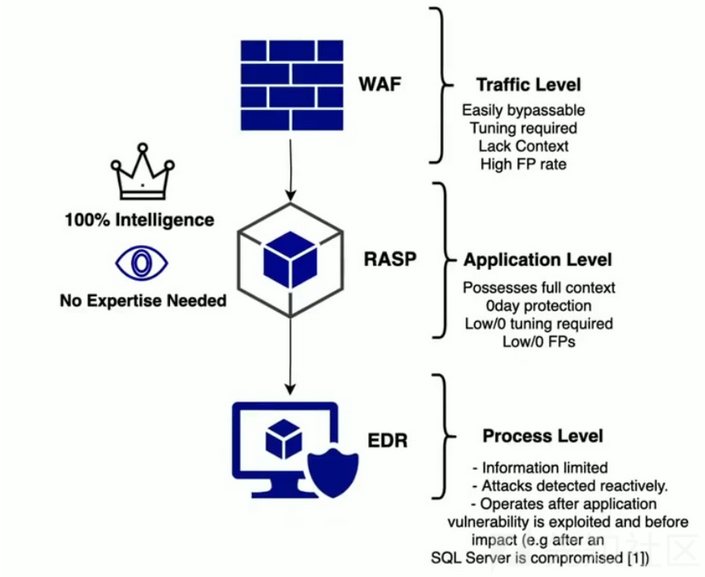 WAF
Traffic Level
Easily bypassable
Tuning required
Lack Context
High FP rate
100% Intelligence
No Expertise Needed
RASP
Application Level
Possesses full context
0day protection
Low/0 tuning required
Low/0 FPs
EDR
Process Level
- Information limited
- Attacks detected reactively.
- Operates after application
vulnerability is exploited and before
impact (e.g after an
SQL Server is compromised [1])